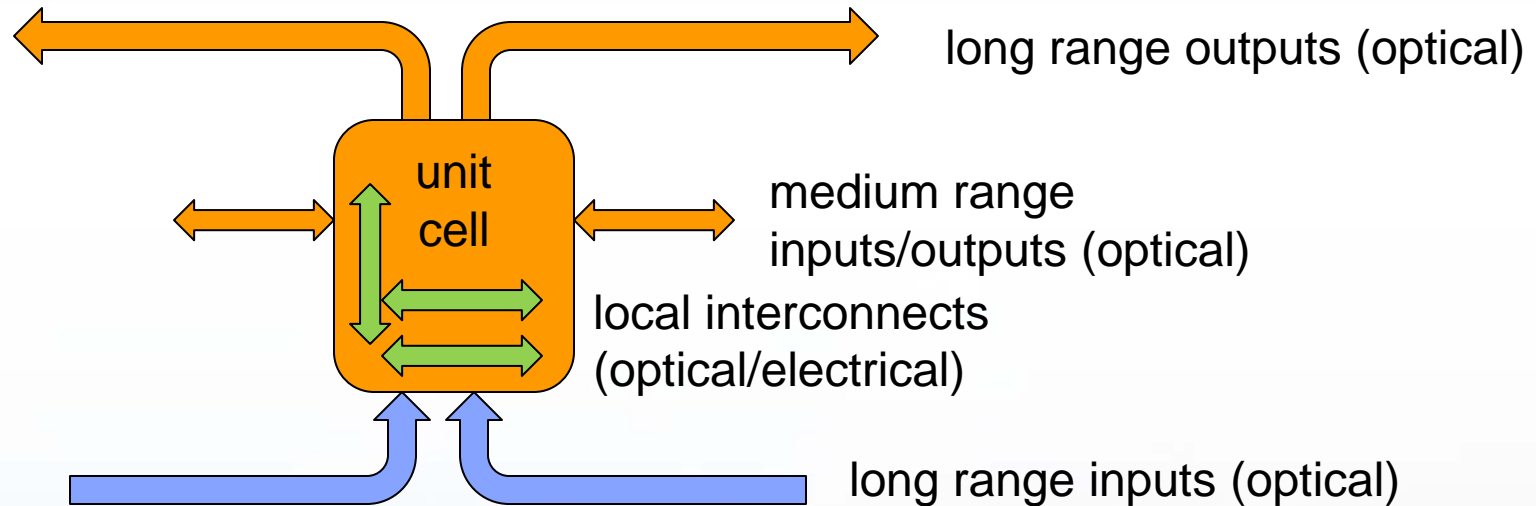 long range outputs (optical)
unit
cell
medium range
inputs/outputs (optical)
local interconnects
(optical/electrical)
long range inputs (optical)